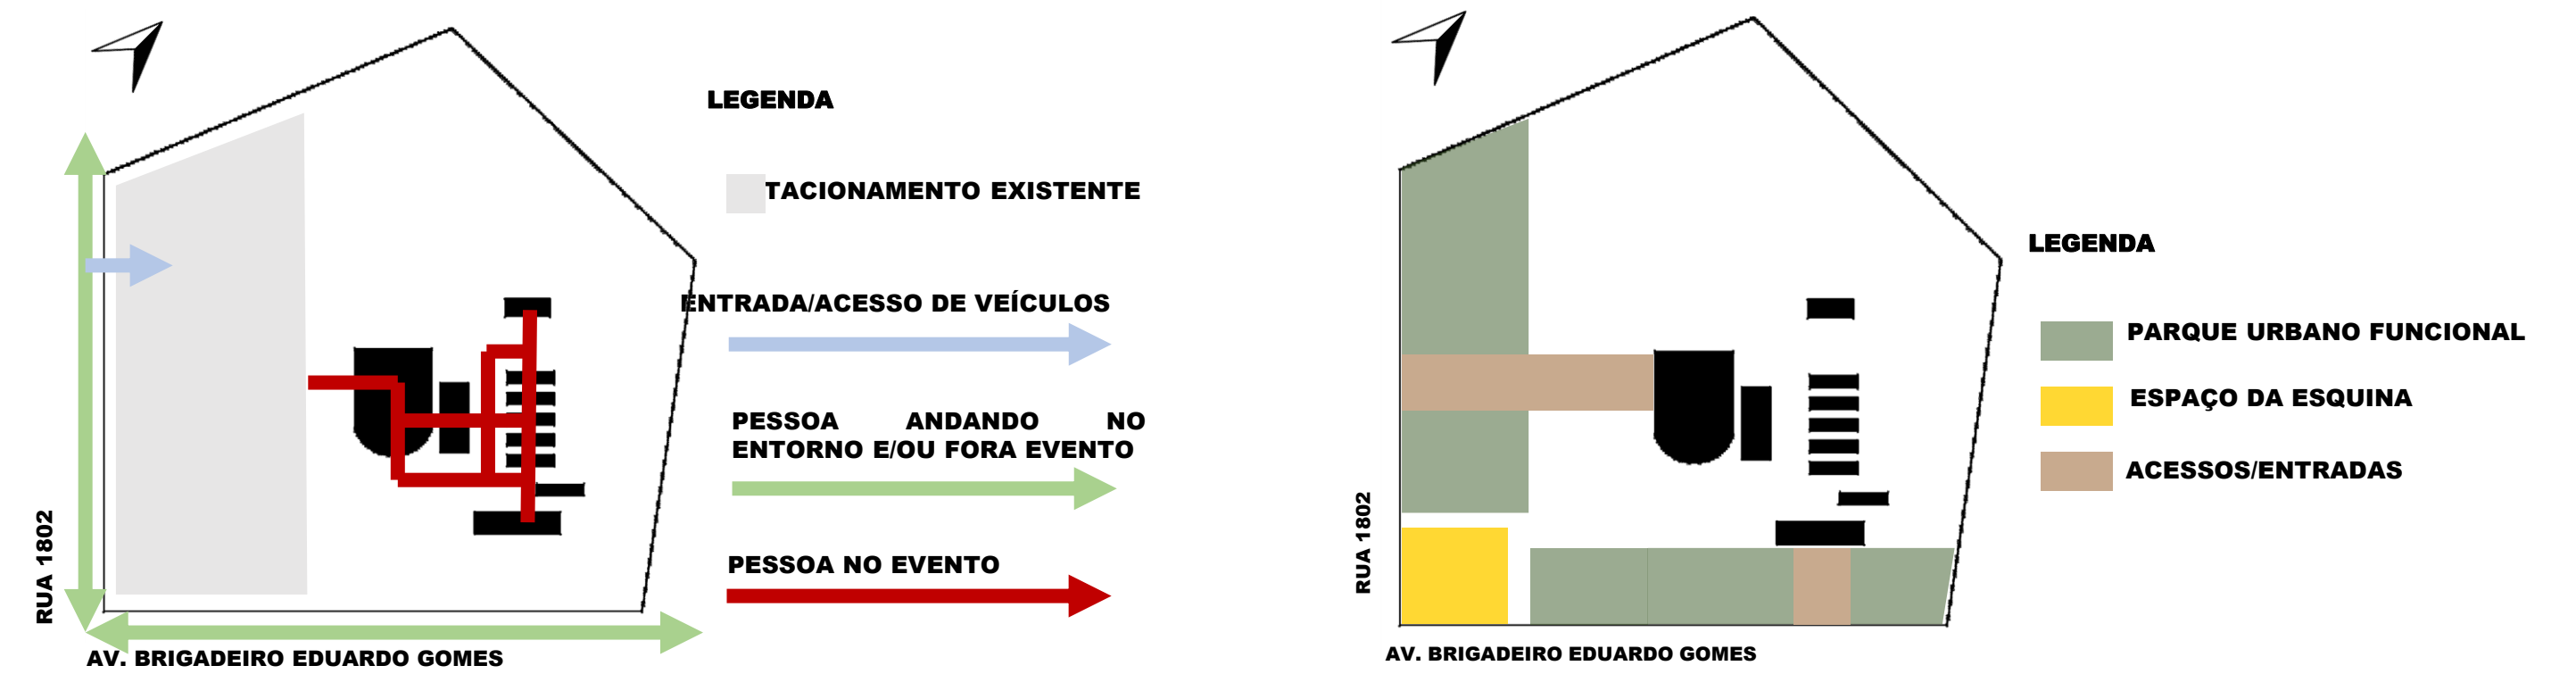 LEGENDA
TACIONAMENTO EXISTENTE
ENTRADA/ACESSO DE VEÍCULOS
PESSOA ANDANDO NO
ENTORNO E/OU FORA EVENTO
PESSOA NO EVENTO
RUA 1802
AV. BRIGADEIRO EDUARDO GOMES
LEGENDA
PARQUE URBANO FUNCIONAL
ESPAÇO DA ESQUINA
ACESSOS/ENTRADAS
RUA 1802
AV. BRIGADEIRO EDUARDO GOMES